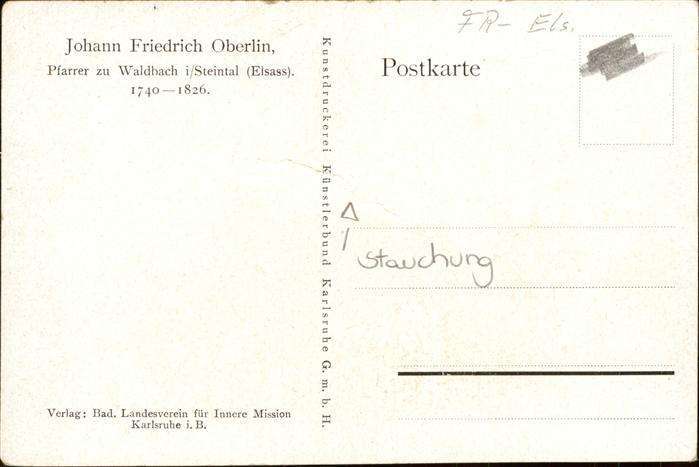 Johann Friedrich Oberlin,
Pfarrer zu Waldbach i/Steintal (Elsass).
1740—1826.
Verlag: Bad. Landesverein für Innere Mission
Karlsruhe i. B.
Kunstdruckerei Künstlerbund Karlsruhe G. m. b. H.
FR- Els.
Postkarte
Stauchung